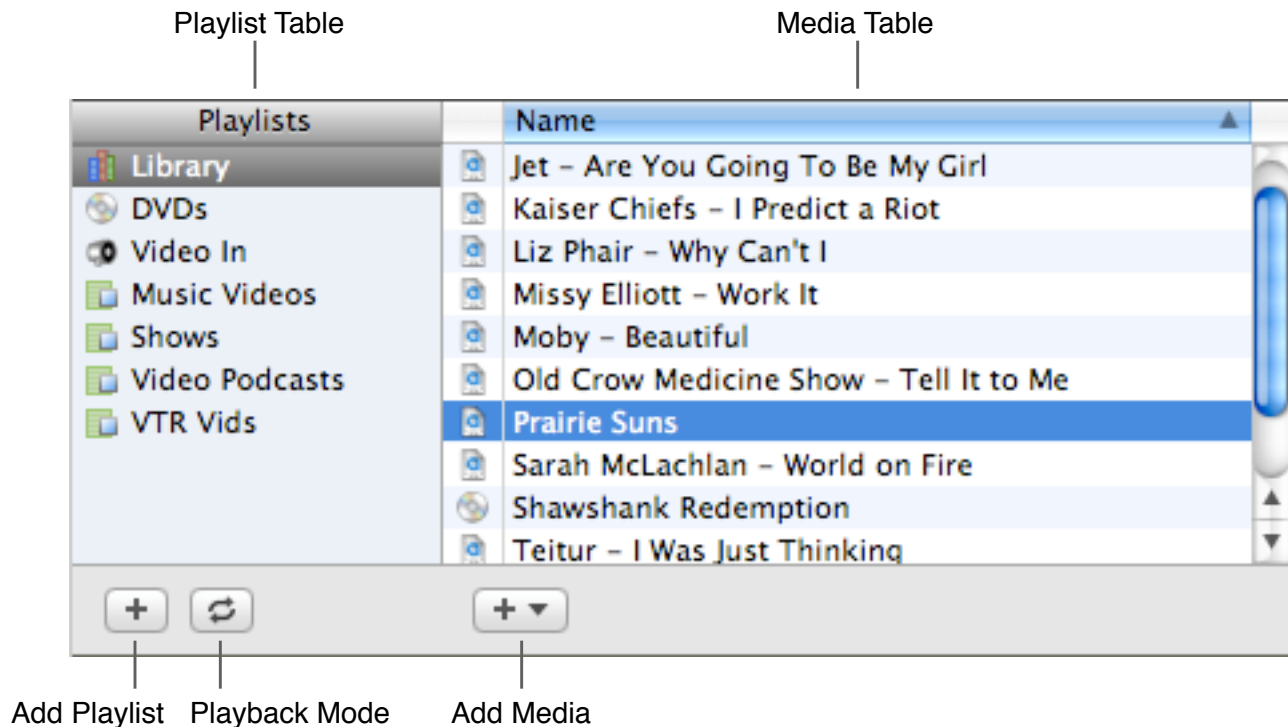 Playlist Table
Media Table
Playlists
Name
Library
DVDs
Video In
Music Videos
Shows
Video Podcasts
VTR Vids
Jet – Are You Going To Be My Girl
Kaiser Chiefs – I Predict a Riot
Liz Phair – Why Can't I
Missy Elliott – Work It
Moby – Beautiful
Old Crow Medicine Show – Tell It to Me
Prairie Suns
Sarah McLachlan – World on Fire
Shawshank Redemption
Teitur – I Was Just Thinking
Add Playlist
Playback Mode
Add Media